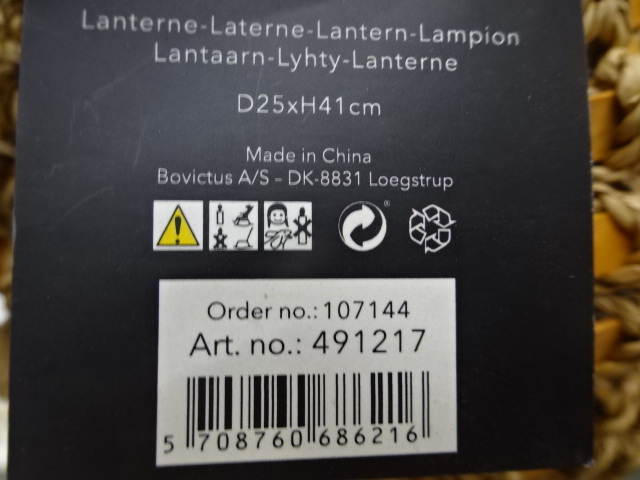 Lanterne-Laterne-Lantern-Lampion
Lantaarn-Lyhty-Lanterne
D25xH41cm
Made in China
Bovictus A/S - DK-8831 Loegstrup
®
Order no.: 107144
Art. no.: 491217
5 708760 686216